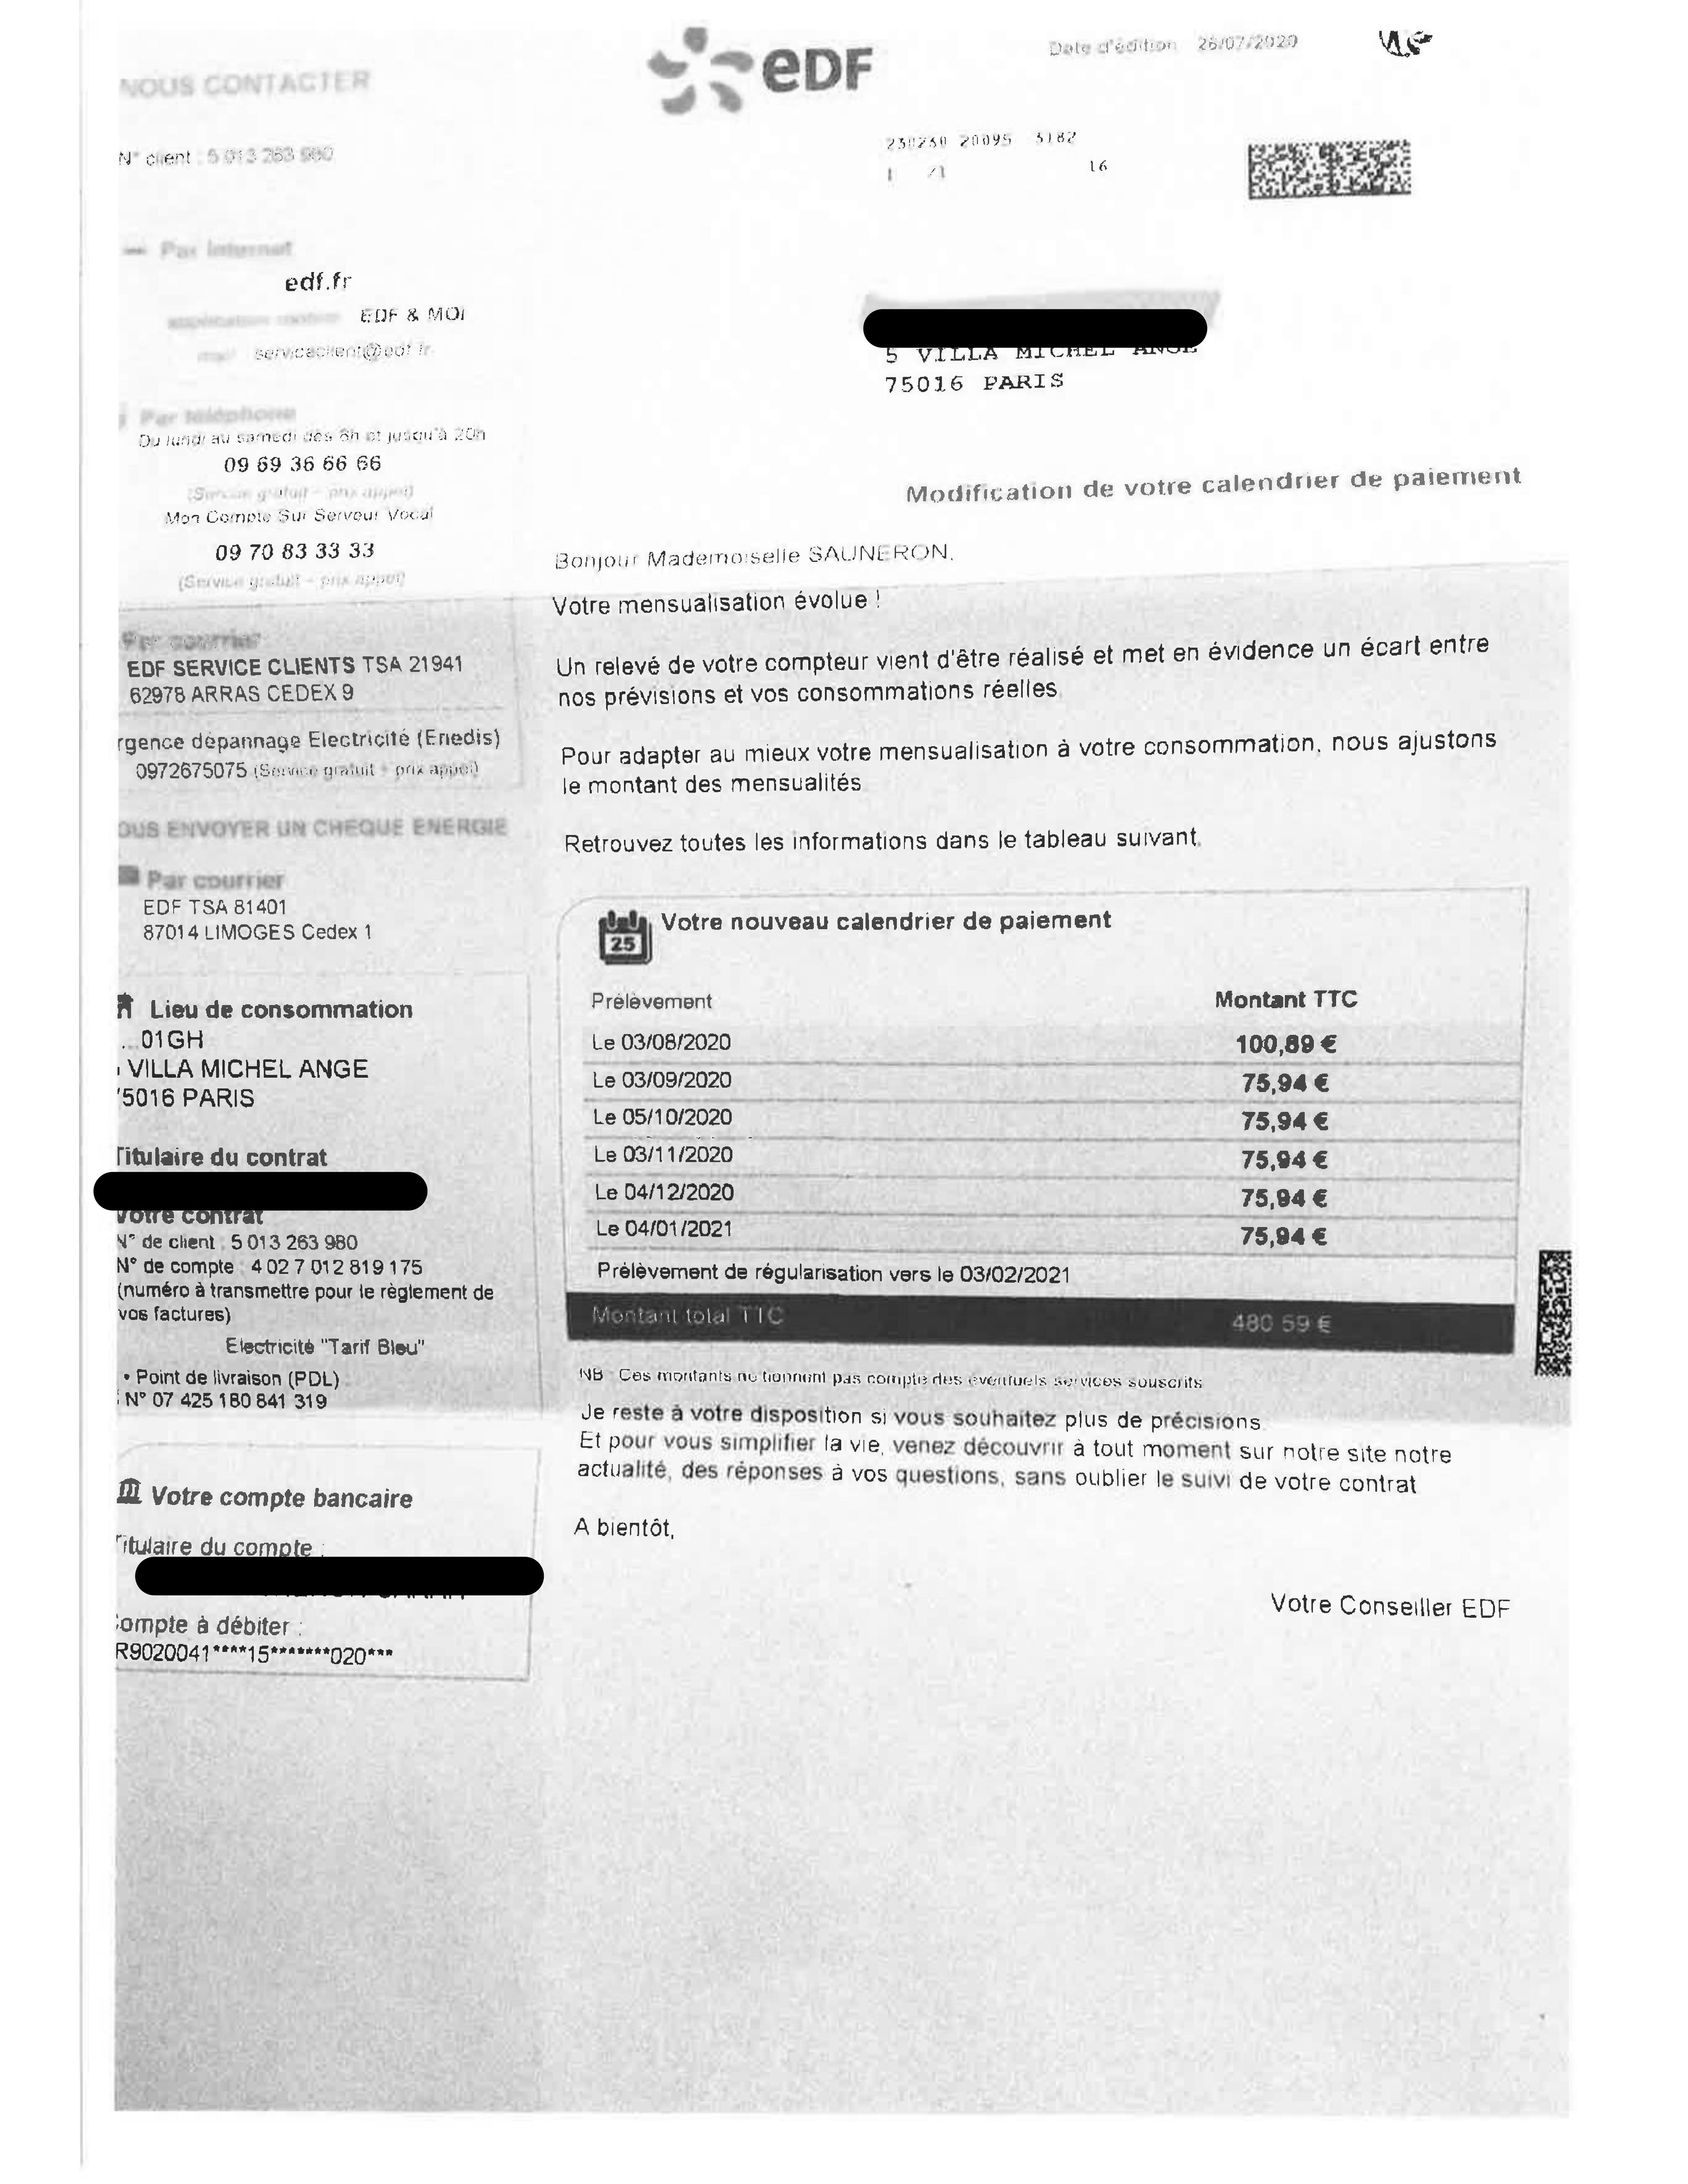 NOUS CONTACTER
N° client : 5 013 263 980
Par Internet
edf.fr
application mobile EDF & MOI
mail serviceclient@edf.fr
Par téléphone
Du lundi au samedi dès 8h et jusqu'à 20h
09 69 36 66 66
(Service gratuit + prix appel)
Mon Compte Sur Serveur Vocal
09 70 83 33 33
(Service gratuit + prix appel)
Par courrier
EDF SERVICE CLIENTS TSA 21941
62978 ARRAS CEDEX 9
rgence dépannage Electricité (Enedis)
0972675075 (Service gratuit + prix appel)
OUS ENVOYER UN CHEQUE ENERGIE
Par courrier
EDF TSA 81401
87014 LIMOGES Cedex 1
Lieu de consommation
...01GH
VILLA MICHEL ANGE
5016 PARIS
Titulaire du contrat
Votre contrat
N° de client : 5 013 263 980
N° de compte : 4 02 7 012 819 175
(numéro à transmettre pour le règlement de
vos factures)
Electricité "Tarif Bleu"
• Point de livraison (PDL)
N° 07 425 180 841 319
Votre compte bancaire
Titulaire du compte :
ompte à débiter :
R9020041****15*******020***
edF
Date d'édition 26/07/2020
230230 20095 3182
1 /1 16
5 VILLA MICHEL ANGE
75016 PARIS
Modification de votre calendrier de paiement
Bonjour Mademoiselle SAUNERON,
Votre mensualisation évolue !
Un relevé de votre compteur vient d'être réalisé et met en évidence un écart entre
nos prévisions et vos consommations réelles.
Pour adapter au mieux votre mensualisation à votre consommation, nous ajustons
le montant des mensualités.
Retrouvez toutes les informations dans le tableau suivant.
25 Votre nouveau calendrier de paiement
Prélèvement Montant TTC
Le 03/08/2020 100,89 €
Le 03/09/2020 75,94 €
Le 05/10/2020 75,94 €
Le 03/11/2020 75,94 €
Le 04/12/2020 75,94 €
Le 04/01/2021 75,94 €
Prélèvement de régularisation vers le 03/02/2021
Montant total TTC 480 59 €
NB : Ces montants ne tiennent pas compte des éventuels services souscrits
Je reste à votre disposition si vous souhaitez plus de précisions.
Et pour vous simplifier la vie, venez découvrir à tout moment sur notre site notre
actualité, des réponses à vos questions, sans oublier le suivi de votre contrat
A bientôt,
Votre Conseiller EDF